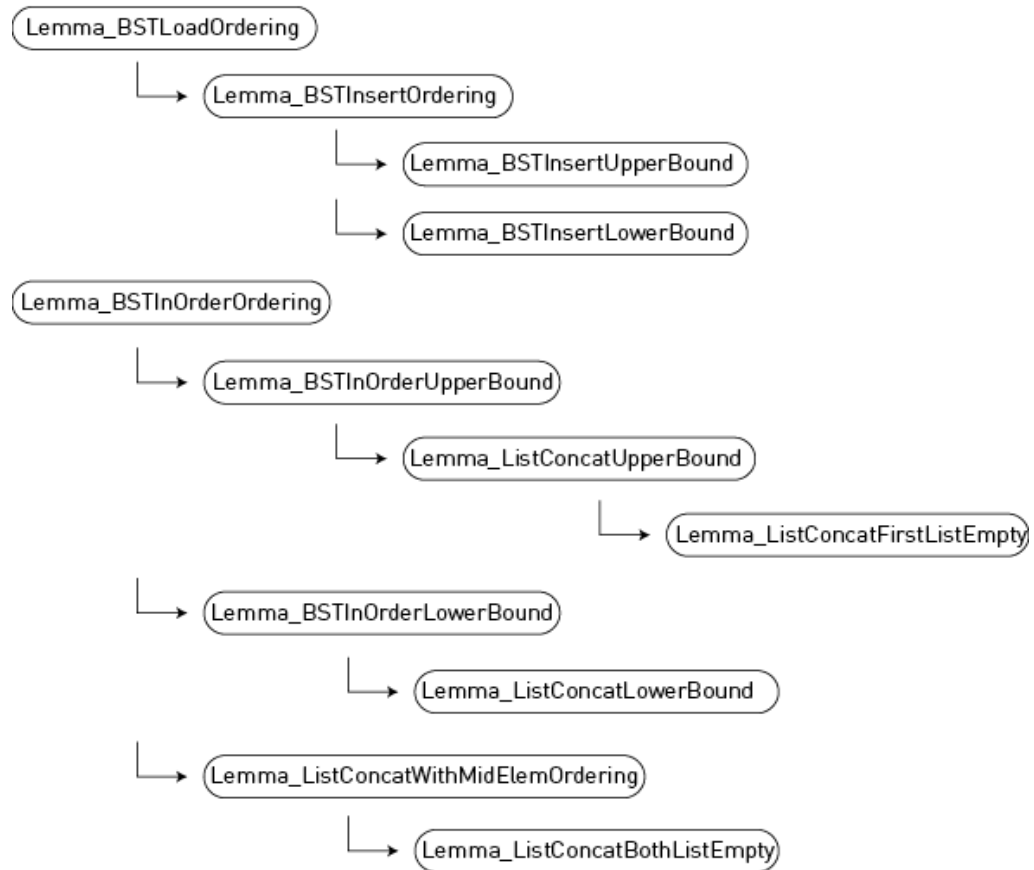 Lemma_BSTLoadOrdering
Lemma_BSTInsertOrdering
Lemma_BSTInsertUpperBound
Lemma_BSTInsertLowerBound
Lemma_BSTInOrderOrdering
Lemma_BSTInOrderUpperBound
Lemma_ListConcatUpperBound
Lemma_ListConcatFirstListEmpty
Lemma_BSTInOrderLowerBound
Lemma_ListConcatLowerBound
Lemma_ListConcatWithMidElemOrdering
Lemma_ListConcatBothListEmpty